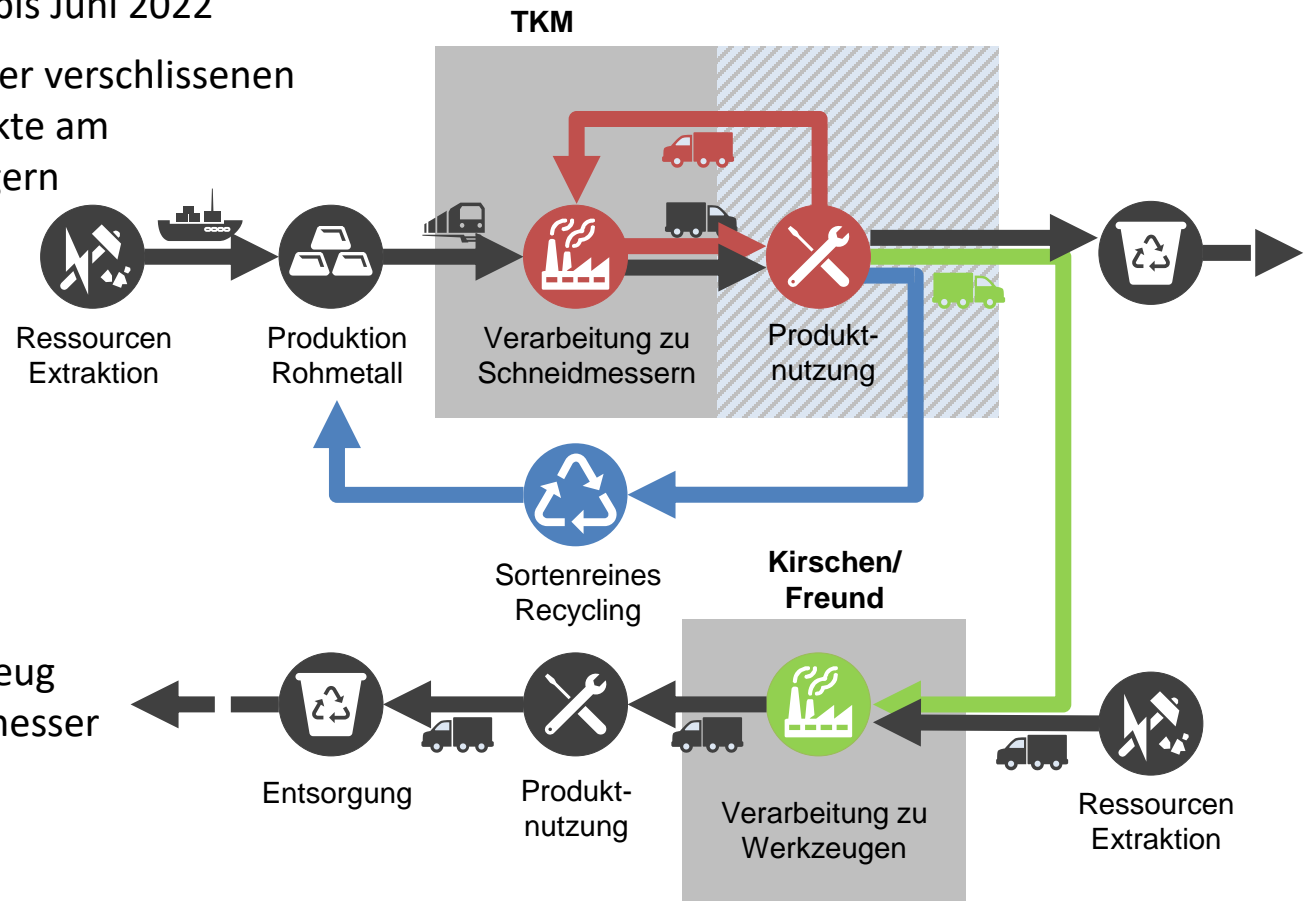 bis Juni 2022
er verschlissenen
kte am
gern
TKM
Ressourcen
Extraktion
Produktion
Rohmetall
Verarbeitung zu
Schneidmessern
Produkt-
nutzung
Sortenreines
Recycling
Kirschen/
Freund
eug
messer
Entsorgung
Produkt-
nutzung
Verarbeitung zu
Werkzeugen
Ressourcen
Extraktion